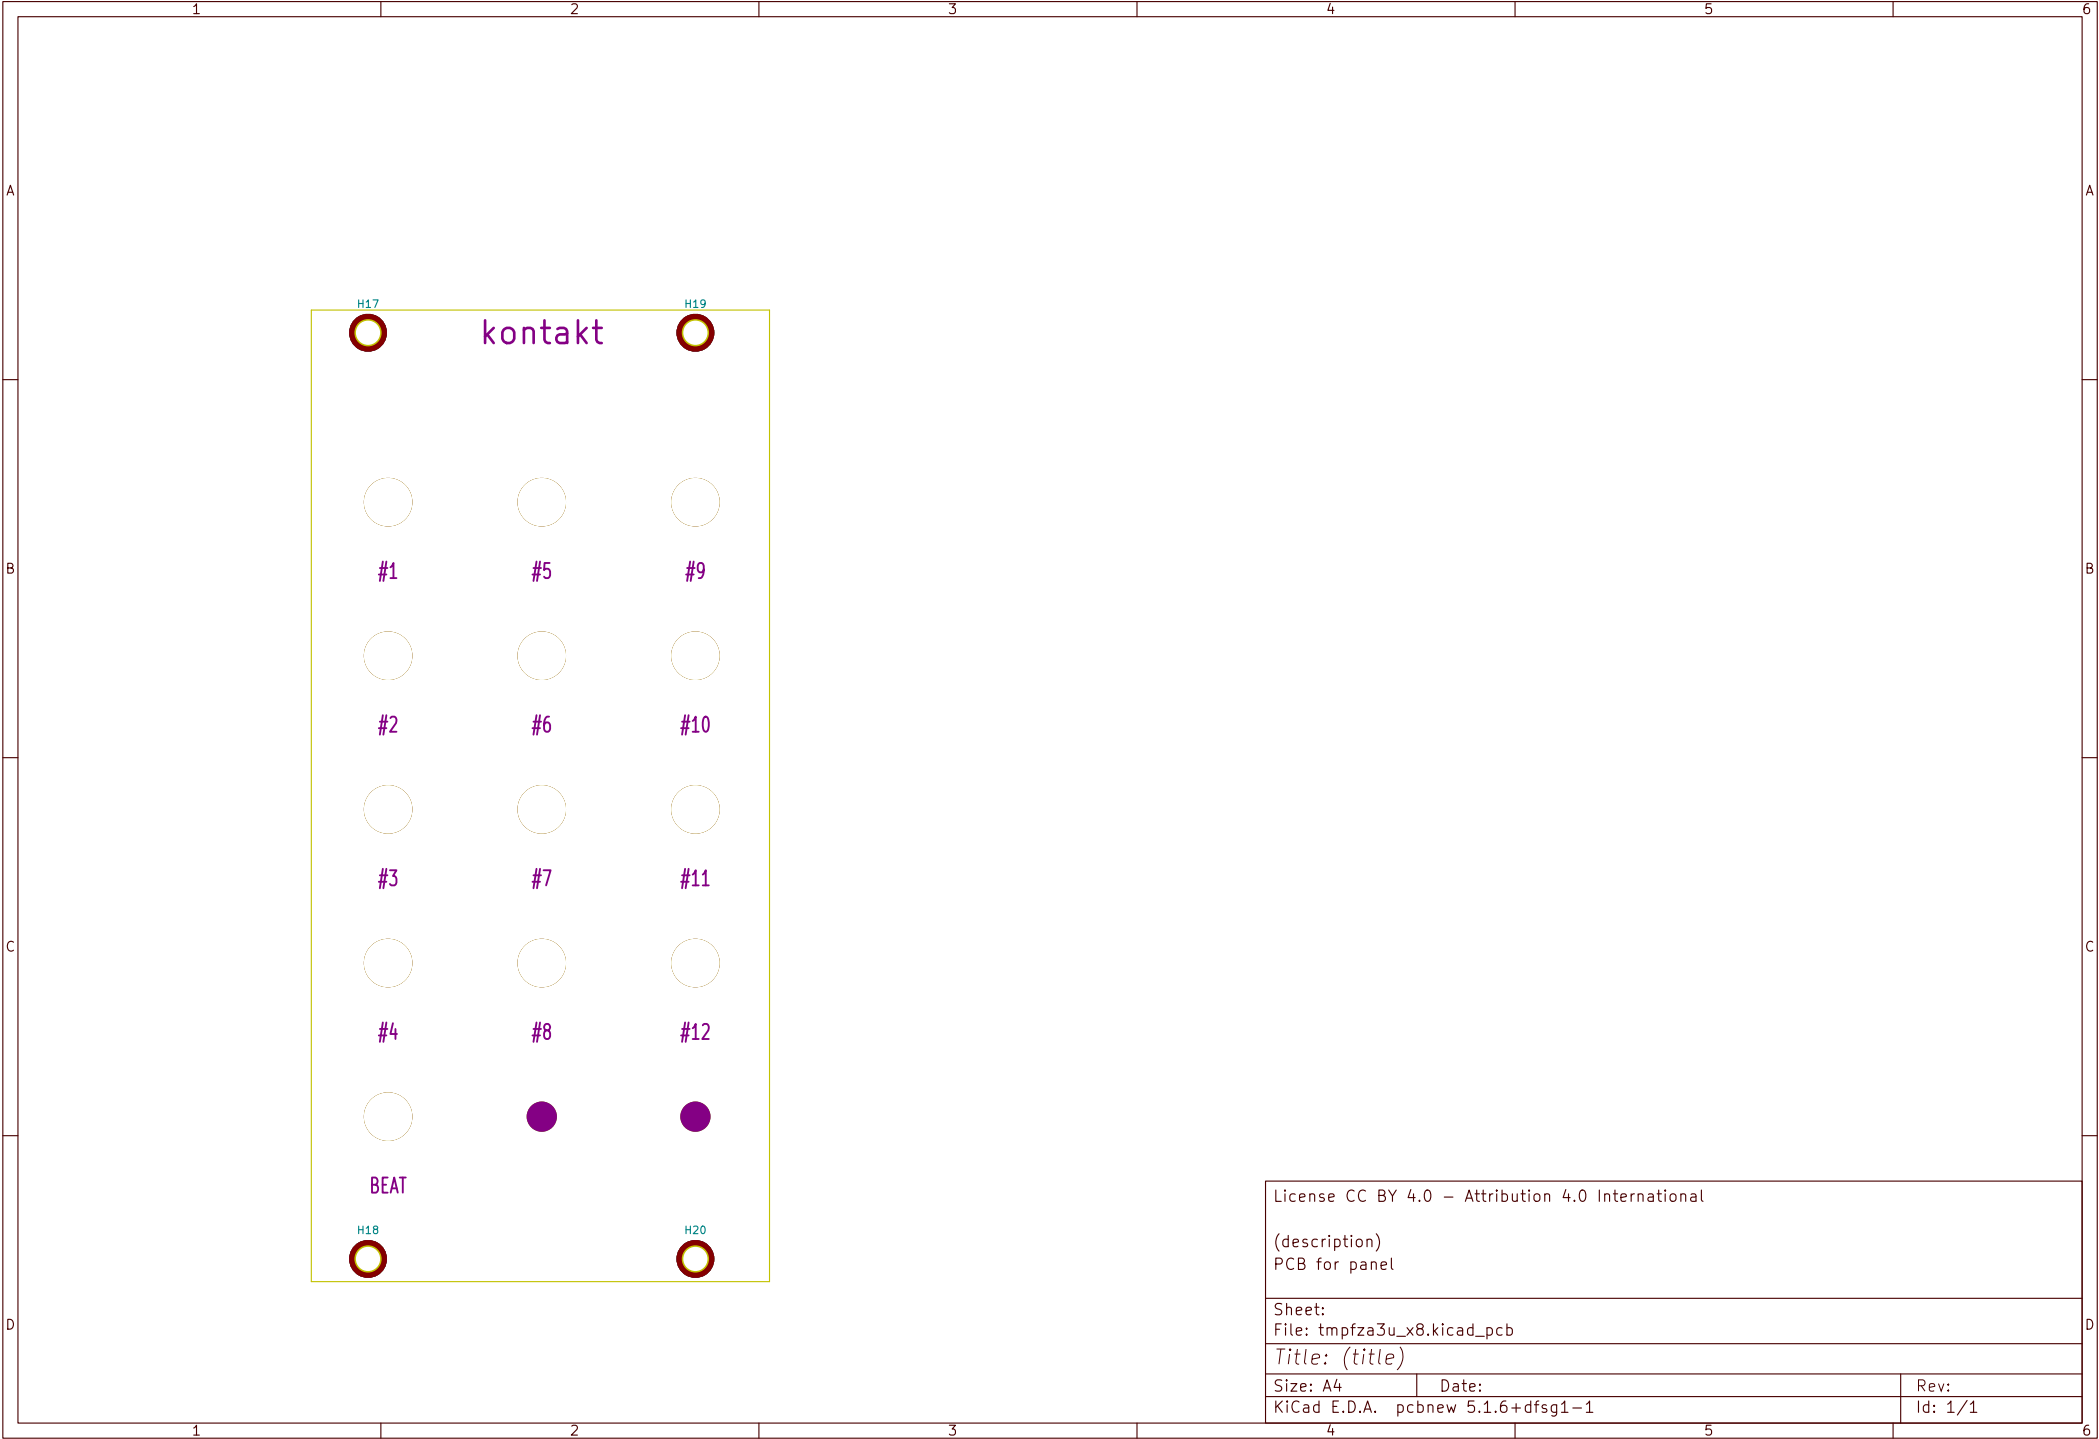 1 2 3 4 5 6
A A
H17 H19
kontakt
#1 #5 #9
B B
#2 #6 #10
#3 #7 #11
C C
#4 #8 #12
BEAT
License CC BY 4.0 - Attribution 4.0 International
H18 H20
(description)
PCB for panel
Sheet:
D D
File: tmpfza3u_x8.kicad_pcb
Title: (title)
Size: A4 Date: Rev:
KiCad E.D.A. pcbnew 5.1.6+dfsg1-1 Id: 1/1
1 2 3 4 5 6